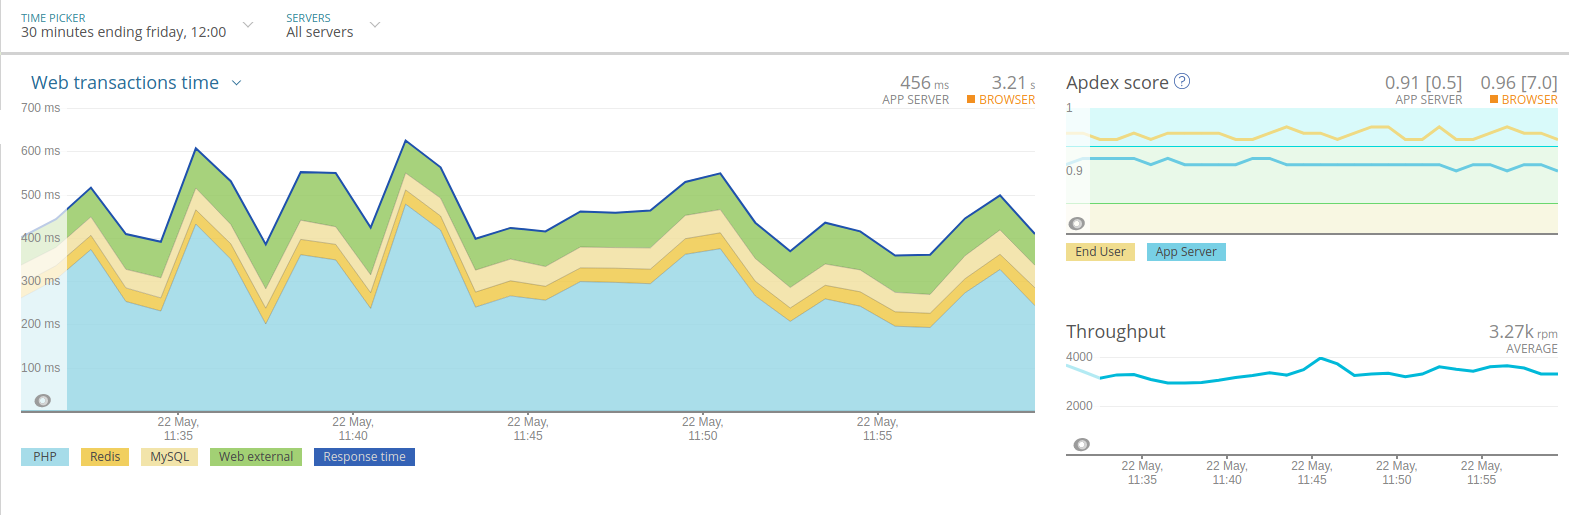 TIME PICKER
30 minutes ending friday, 12:00
SERVERS
All servers
Web transactions time
456 ms
APP SERVER
3.21 s
BROWSER
700 ms
600 ms
500 ms
400 ms
300 ms
200 ms
100 ms
22 May,
11:35
22 May,
11:40
22 May,
11:45
22 May,
11:50
22 May,
11:55
PHP
Redis
MySQL
Web external
Response time
Apdex score ?
0.91 [0.5]
APP SERVER
0.96 [7.0]
BROWSER
1
0.9
End User
App Server
Throughput
3.27k rpm
AVERAGE
4000
2000
22 May,
11:35
22 May,
11:40
22 May,
11:45
22 May,
11:50
22 May,
11:55